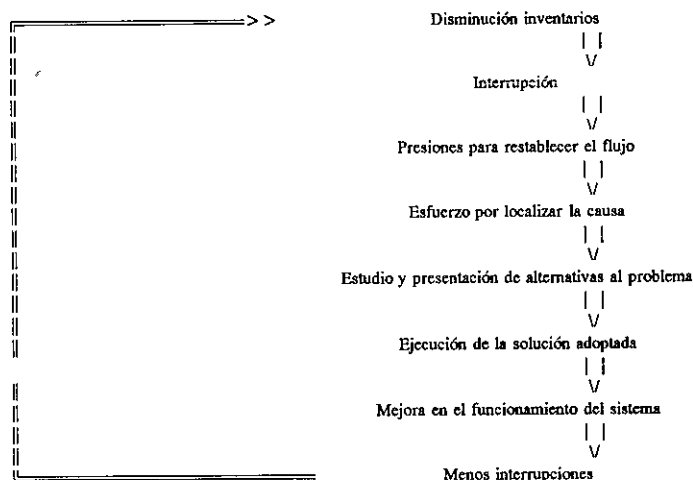 Disminución inventarios
Interrupción
Presiones para restablecer el flujo
Esfuerzo por localizar la causa
Estudio y presentación de alternativas al problema
Ejecución de la solución adoptada
Mejora en el funcionamiento del sistema
Menos interrupciones